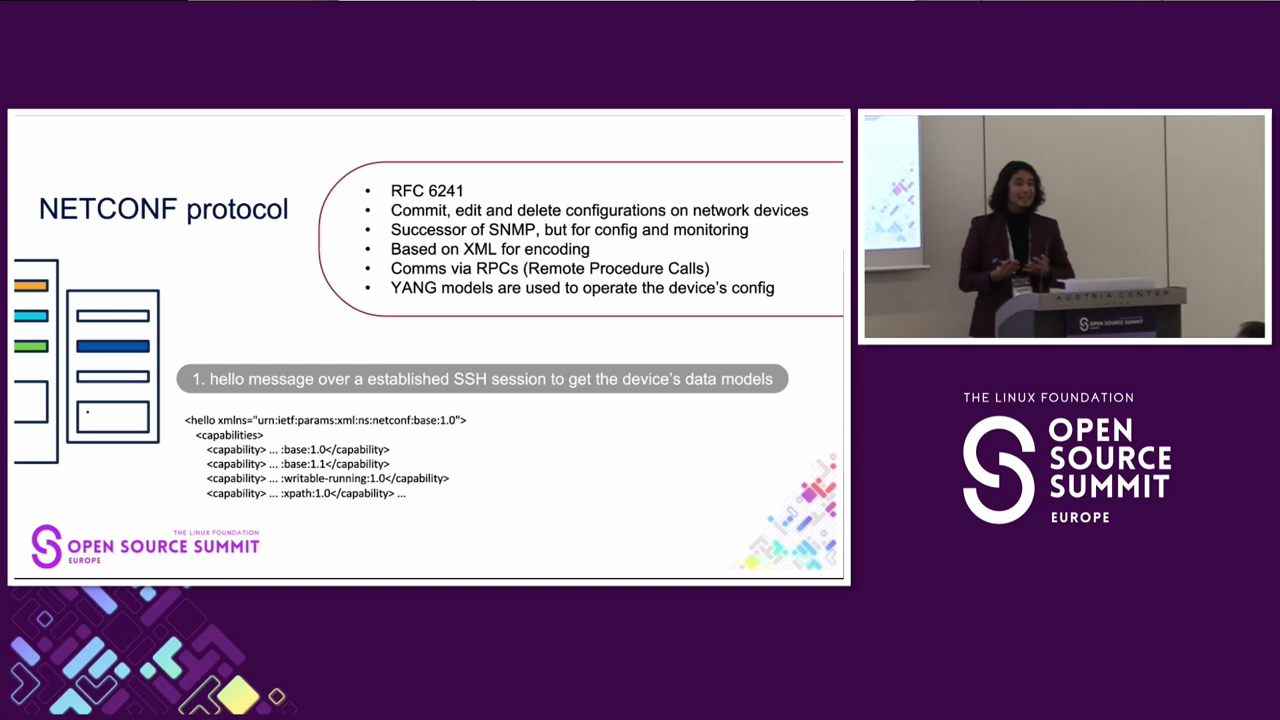 NETCONF protocol
• RFC 6241
• Commit, edit and delete configurations on network devices
• Successor of SNMP, but for config and monitoring
• Based on XML for encoding
• Comms via RPCs (Remote Procedure Calls)
• YANG models are used to operate the device's config
1. hello message over a established SSH session to get the device's data models
<hello xmlns="urn:ietf:params:xml:ns:netconf:base:1.0">
<capabilities>
<capability> ... :base:1.0</capability>
<capability> ... :base:1.1</capability>
<capability> ... :writable-running:1.0</capability>
<capability> ... :xpath:1.0</capability> ...
THE LINUX FOUNDATION
OPEN SOURCE SUMMIT
EUROPE
AUSTRIA CENTER
OPEN SOURCE SUMMIT
THE LINUX FOUNDATION
OPEN
SOURCE
SUMMIT
EUROPE